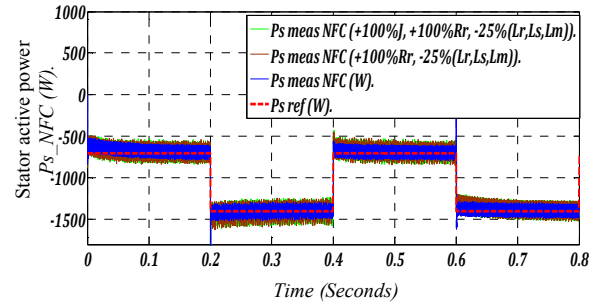 Stator active power
Ps_NFC (W).
1000
500
0
-500
-1000
-1500
Ps meas NFC (+100%J, +100%Rr, -25%(Lr,Ls,Lm)).
Ps meas NFC (+100%Rr, -25%(Lr,Ls,Lm)).
Ps meas NFC (W).
Ps ref (W).
0 0.1 0.2 0.3 0.4 0.5 0.6 0.7 0.8
Time (Seconds)